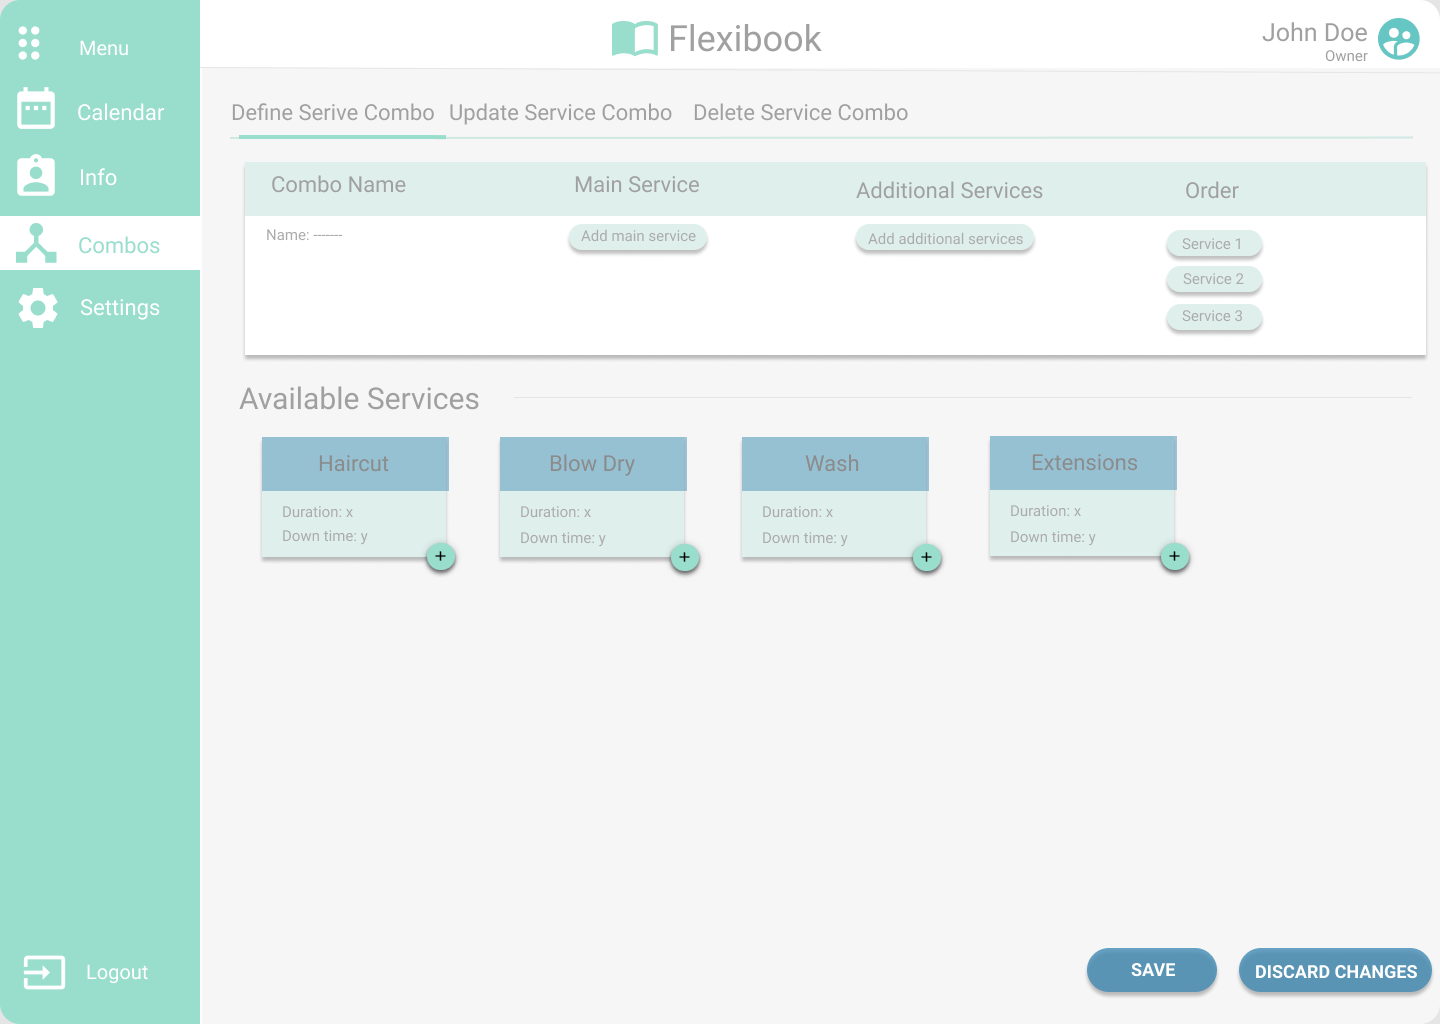 Menu
Calendar
Info
Combos
Settings
Logout
Flexibook
John Doe
Owner
Define Serive Combo Update Service Combo Delete Service Combo
Combo Name Main Service Additional Services Order
Name: -------
Add main service
Add additional services
Service 1
Service 2
Service 3
Available Services
Haircut
Duration: x
Down time: y
+
Blow Dry
Duration: x
Down time: y
+
Wash
Duration: x
Down time: y
+
Extensions
Duration: x
Down time: y
+
SAVE
DISCARD CHANGES